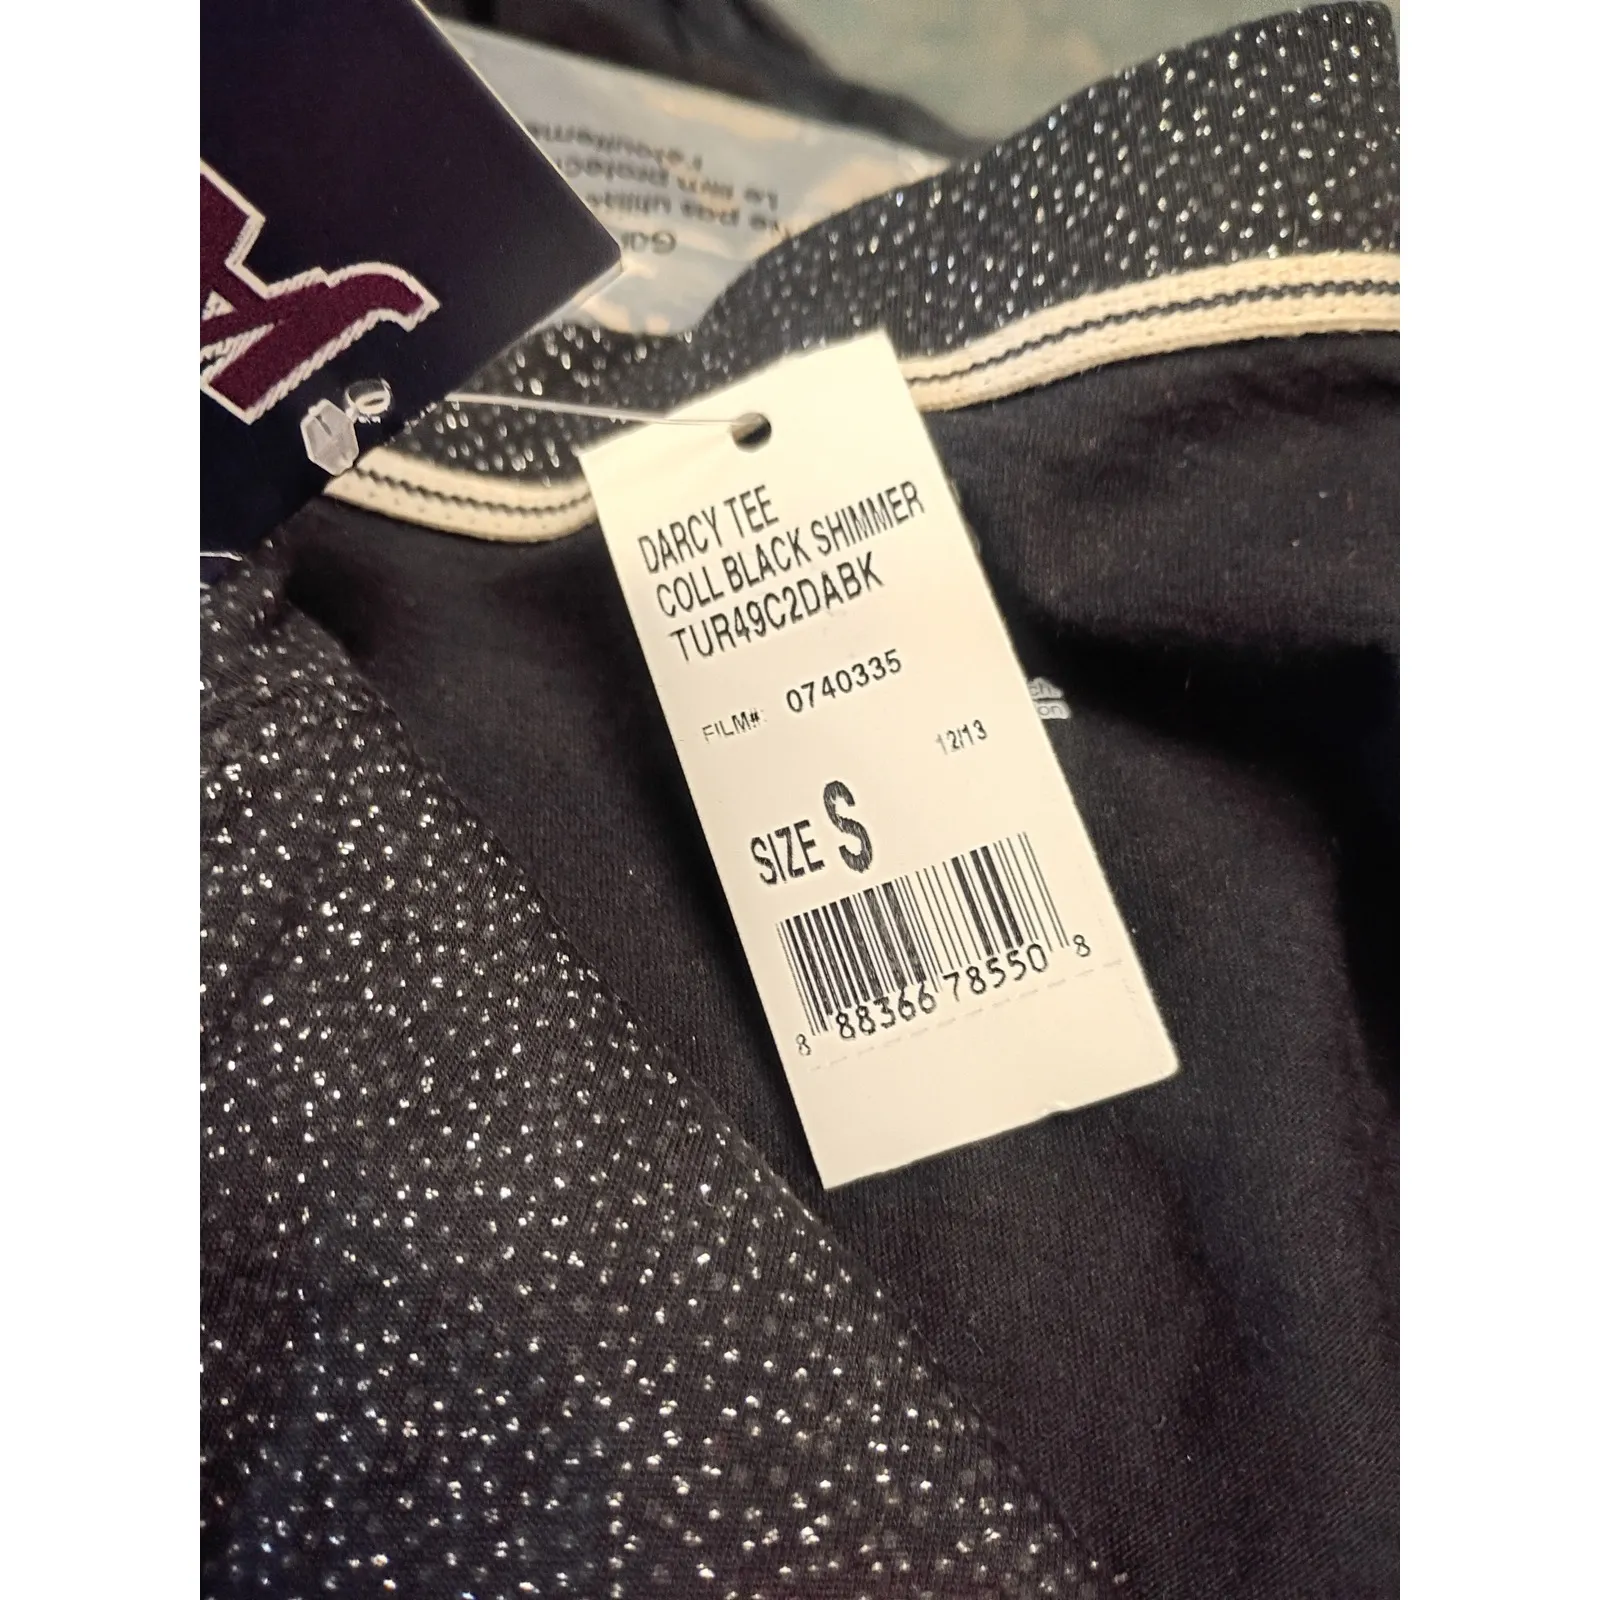 DARCY TEE
COLL BLACK SHIMMER
TUR49C2DABK
FILM#: 0740335
12/13
SIZE S
8 88366 78550 8